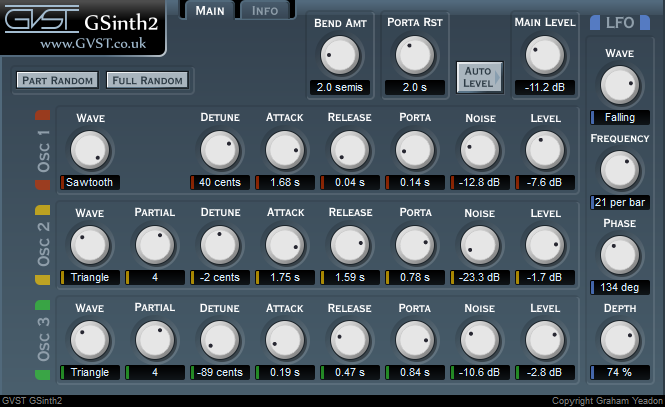 GVST GSinth2
www.GVST.co.uk
Main Info
Bend Amt Porta Rst Main Level
2.0 semis 2.0 s -11.2 dB
Auto Level
Part Random Full Random
Osc 1
Wave Detune Attack Release Porta Noise Level
Sawtooth 40 cents 1.68 s 0.04 s 0.14 s -12.8 dB -7.6 dB
Osc 2
Wave Partial Detune Attack Release Porta Noise Level
Triangle 4 -2 cents 1.75 s 1.59 s 0.78 s -23.3 dB -1.7 dB
Osc 3
Wave Partial Detune Attack Release Porta Noise Level
Triangle 4 -89 cents 0.19 s 0.47 s 0.84 s -10.6 dB -2.8 dB
LFO
Wave
Falling
Frequency
21 per bar
Phase
134 deg
Depth
74 %
GVST GSinth2 Copyright Graham Yeadon